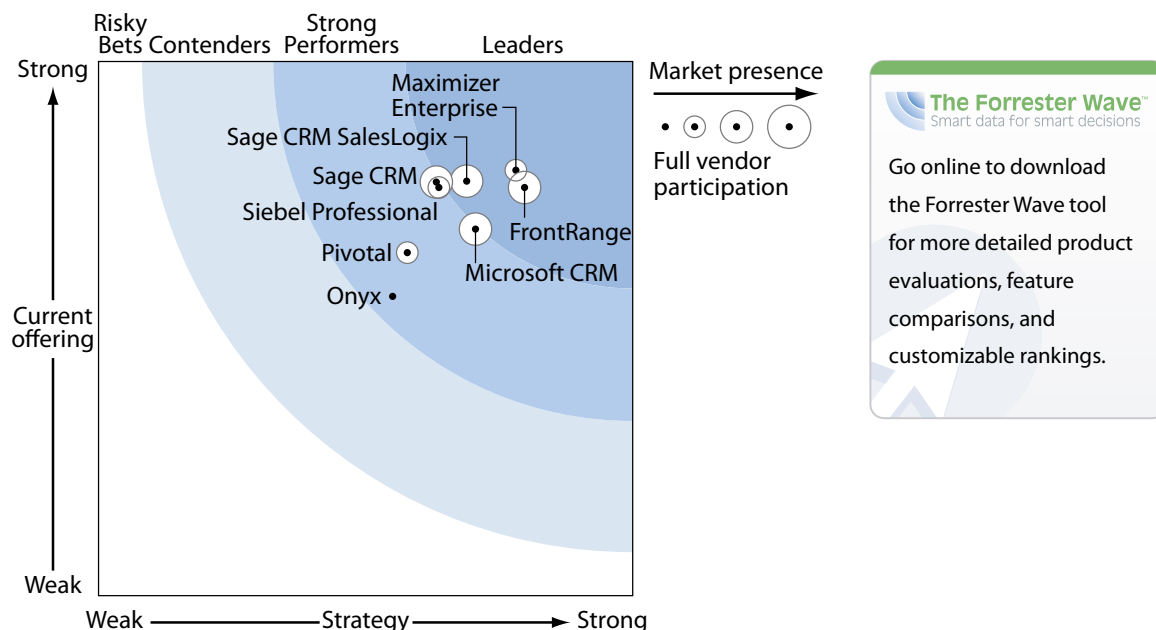 Risky
Bets
Contenders
Strong
Performers
Leaders
Strong
Current
offering
Weak
Maximizer
Enterprise
Sage CRM SalesLogix
Sage CRM
Siebel Professional
FrontRange
Pivotal
Microsoft CRM
Onyx
Weak
Strategy
Strong
Market presence
Full vendor
participation
The Forrester Wave™
Smart data for smart decisions
Go online to download
the Forrester Wave tool
for more detailed product
evaluations, feature
comparisons, and
customizable rankings.